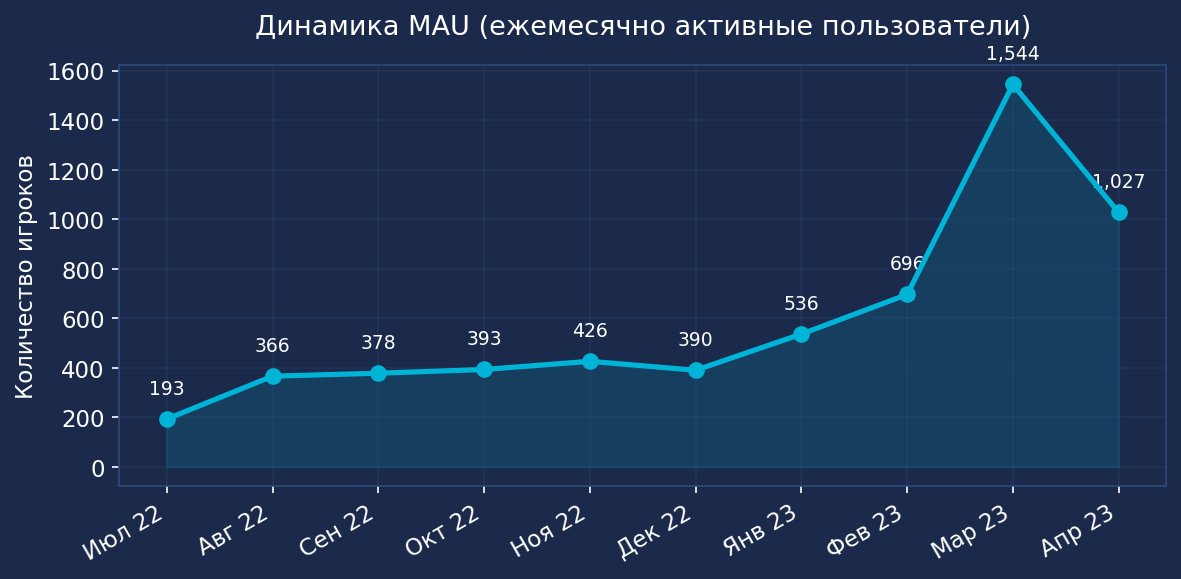 Динамика MAU (ежемесячно активные пользователи)
Количество игроков
1600
1400
1200
1000
800
600
400
200
0
193
366
378
393
426
390
536
696
1,544
1,027
Июл 22
Авг 22
Сен 22
Окт 22
Ноя 22
Дек 22
Янв 23
Фев 23
Мар 23
Апр 23